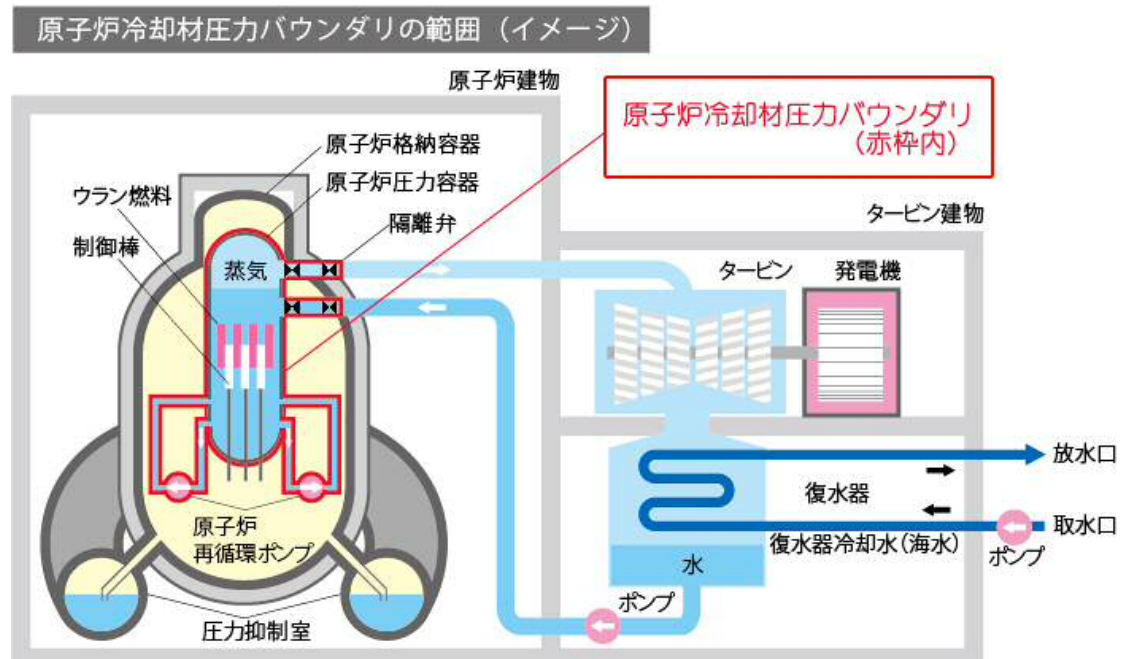 原子炉冷却材圧力バウンダリの範囲（イメージ）
原子炉建物
原子炉冷却材圧力バウンダリ
（赤枠内）
原子炉格納容器
原子炉圧力容器
ウラン燃料
隔離弁
制御棒
蒸気
タービン建物
タービン
発電機
放水口
復水器
取水口
復水器冷却水（海水）
ポンプ
水
ポンプ
原子炉
再循環ポンプ
圧力抑制室